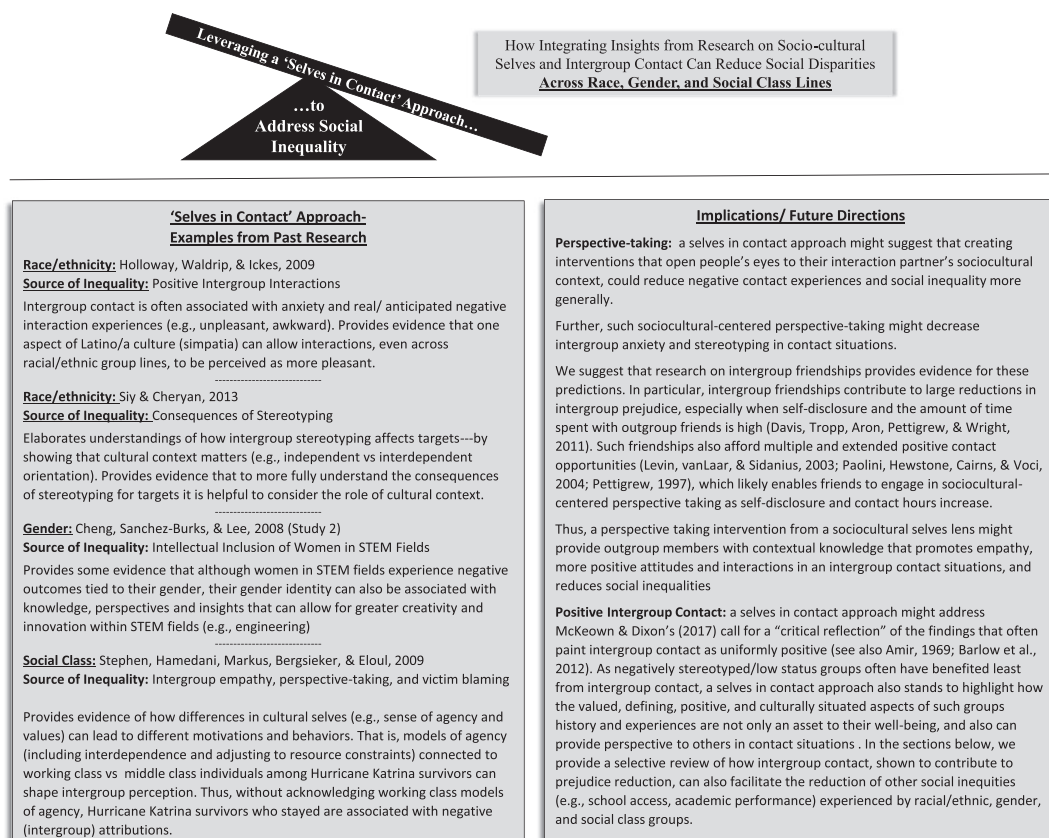 Leveraging a ‘Selves in Contact’ Approach...
...to
Address Social
Inequality
How Integrating Insights from Research on Socio-cultural
Selves and Intergroup Contact Can Reduce Social Disparities
Across Race, Gender, and Social Class Lines
‘Selves in Contact’ Approach-
Examples from Past Research
Race/ethnicity: Holloway, Waldrip, & Ickes, 2009
Source of Inequality: Positive Intergroup Interactions
Intergroup contact is often associated with anxiety and real/ anticipated negative
interaction experiences (e.g., unpleasant, awkward). Provides evidence that one
aspect of Latino/a culture (simpatia) can allow interactions, even across
racial/ethnic group lines, to be perceived as more pleasant.
----------------------------
Race/ethnicity: Siy & Cheryan, 2013
Source of Inequality: Consequences of Stereotyping
Elaborates understandings of how intergroup stereotyping affects targets---by
showing that cultural context matters (e.g., independent vs interdependent
orientation). Provides evidence that to more fully understand the consequences
of stereotyping for targets it is helpful to consider the role of cultural context.
----------------------------
Gender: Cheng, Sanchez-Burks, & Lee, 2008 (Study 2)
Source of Inequality: Intellectual Inclusion of Women in STEM Fields
Provides some evidence that although women in STEM fields experience negative
outcomes tied to their gender, their gender identity can also be associated with
knowledge, perspectives and insights that can allow for greater creativity and
innovation within STEM fields (e.g., engineering)
----------------------------
Social Class: Stephen, Hamedani, Markus, Bergsieker, & Eloul, 2009
Source of Inequality: Intergroup empathy, perspective-taking, and victim blaming
Provides evidence of how differences in cultural selves (e.g., sense of agency and
values) can lead to different motivations and behaviors. That is, models of agency
(including interdependence and adjusting to resource constraints) connected to
working class vs middle class individuals among Hurricane Katrina survivors can
shape intergroup perception. Thus, without acknowledging working class models
of agency, Hurricane Katrina survivors who stayed are associated with negative
(intergroup) attributions.
Implications/ Future Directions
Perspective-taking: a selves in contact approach might suggest that creating
interventions that open people’s eyes to their interaction partner’s sociocultural
context, could reduce negative contact experiences and social inequality more
generally.
Further, such sociocultural-centered perspective-taking might decrease
intergroup anxiety and stereotyping in contact situations.
We suggest that research on intergroup friendships provides evidence for these
predictions. In particular, intergroup friendships contribute to large reductions in
intergroup prejudice, especially when self-disclosure and the amount of time
spent with outgroup friends is high (Davis, Tropp, Aron, Pettigrew, & Wright,
2011). Such friendships also afford multiple and extended positive contact
opportunities (Levin, vanLaar, & Sidanius, 2003; Paolini, Hewstone, Cairns, & Voci,
2004; Pettigrew, 1997), which likely enables friends to engage in sociocultural-
centered perspective taking as self-disclosure and contact hours increase.
Thus, a perspective taking intervention from a sociocultural selves lens might
provide outgroup members with contextual knowledge that promotes empathy,
more positive attitudes and interactions in an intergroup contact situations, and
reduces social inequalities
Positive Intergroup Contact: a selves in contact approach might address
McKeown & Dixon’s (2017) call for a “critical reflection” of the findings that often
paint intergroup contact as uniformly positive (see also Amir, 1969; Barlow et al.,
2012). As negatively stereotyped/low status groups often have benefited least
from intergroup contact, a selves in contact approach also stands to highlight how
the valued, defining, positive, and culturally situated aspects of such groups
history and experiences are not only an asset to their well-being, and also can
provide perspective to others in contact situations . In the sections below, we
provide a selective review of how intergroup contact, shown to contribute to
prejudice reduction, can also facilitate the reduction of other social inequities
(e.g., school access, academic performance) experienced by racial/ethnic, gender,
and social class groups.